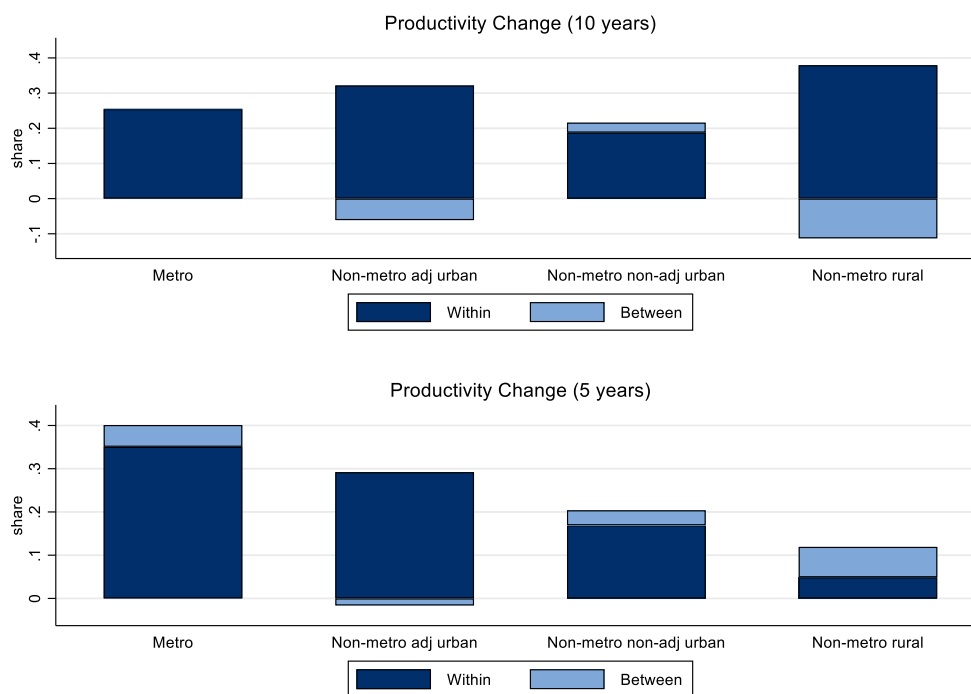 Productivity Change (10 years)
share
.4
.3
.2
.1
0
-.1
Metro
Non-metro adj urban
Non-metro non-adj urban
Non-metro rural
Within
Between
Productivity Change (5 years)
share
.4
.3
.2
.1
0
Metro
Non-metro adj urban
Non-metro non-adj urban
Non-metro rural
Within
Between